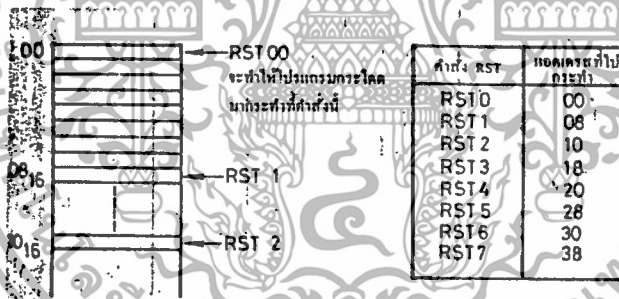 00
RST 00
จะทำให้โปรแกรมกระโดด
มากระทำที่คำสั่งนี้
08 16
RST 1
10 16
RST 2
คำสั่ง RST
แอดเดรสที่ไป
กระทำ
RST 0 00
RST 1 08
RST 2 10
RST 3 18
RST 4 20
RST 5 28
RST 6 30
RST 7 38